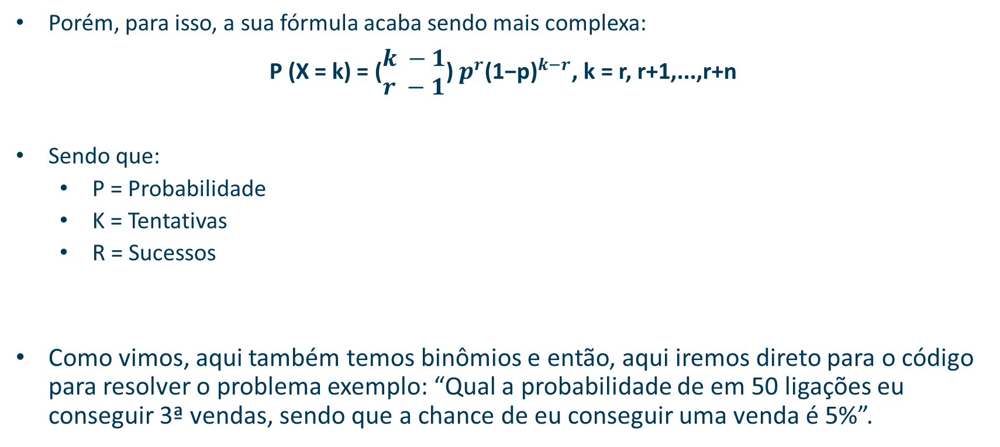 • Porém, para isso, a sua fórmula acaba sendo mais complexa:
P (X = k) = (k − 1 r − 1) p^r(1−p)^{k−r}, k = r, r+1,...,r+n
• Sendo que:
• P = Probabilidade
• K = Tentativas
• R = Sucessos
• Como vimos, aqui também temos binômios e então, aqui iremos direto para o código
para resolver o problema exemplo: “Qual a probabilidade de em 50 ligações eu
conseguir 3ª vendas, sendo que a chance de eu conseguir uma venda é 5%”.